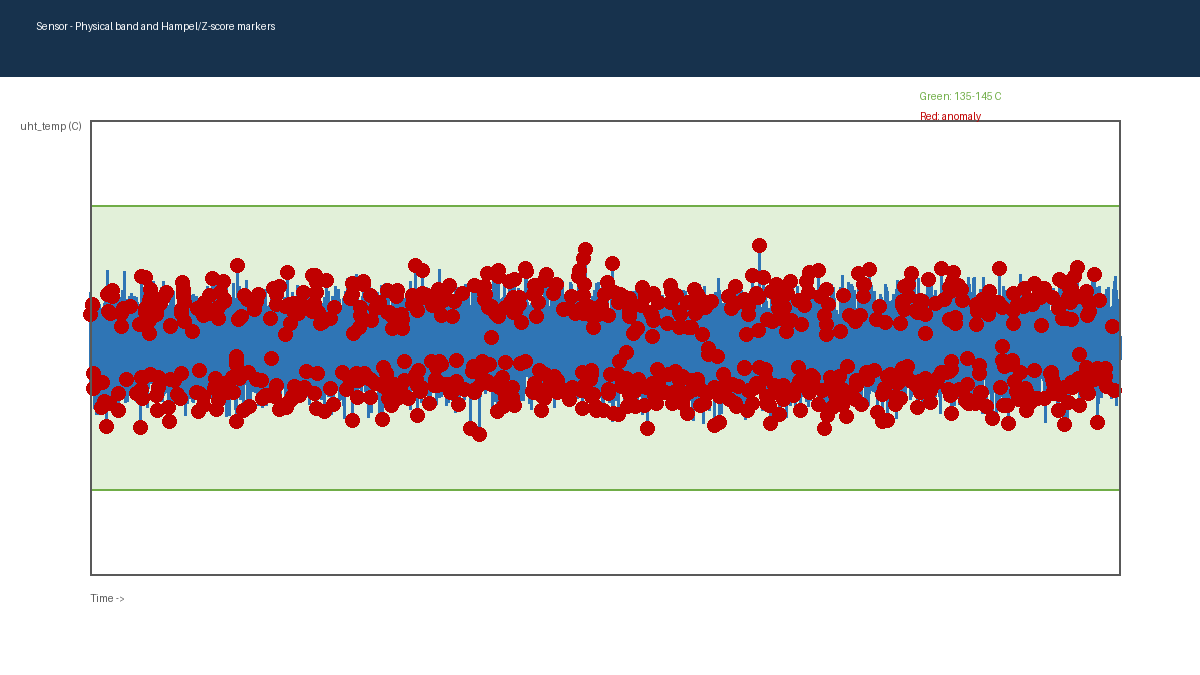 Sensor - Physical band and Hampel/Z-score markers
Green: 135-145 C
Red: anomaly
uht_temp (C)
Time ->